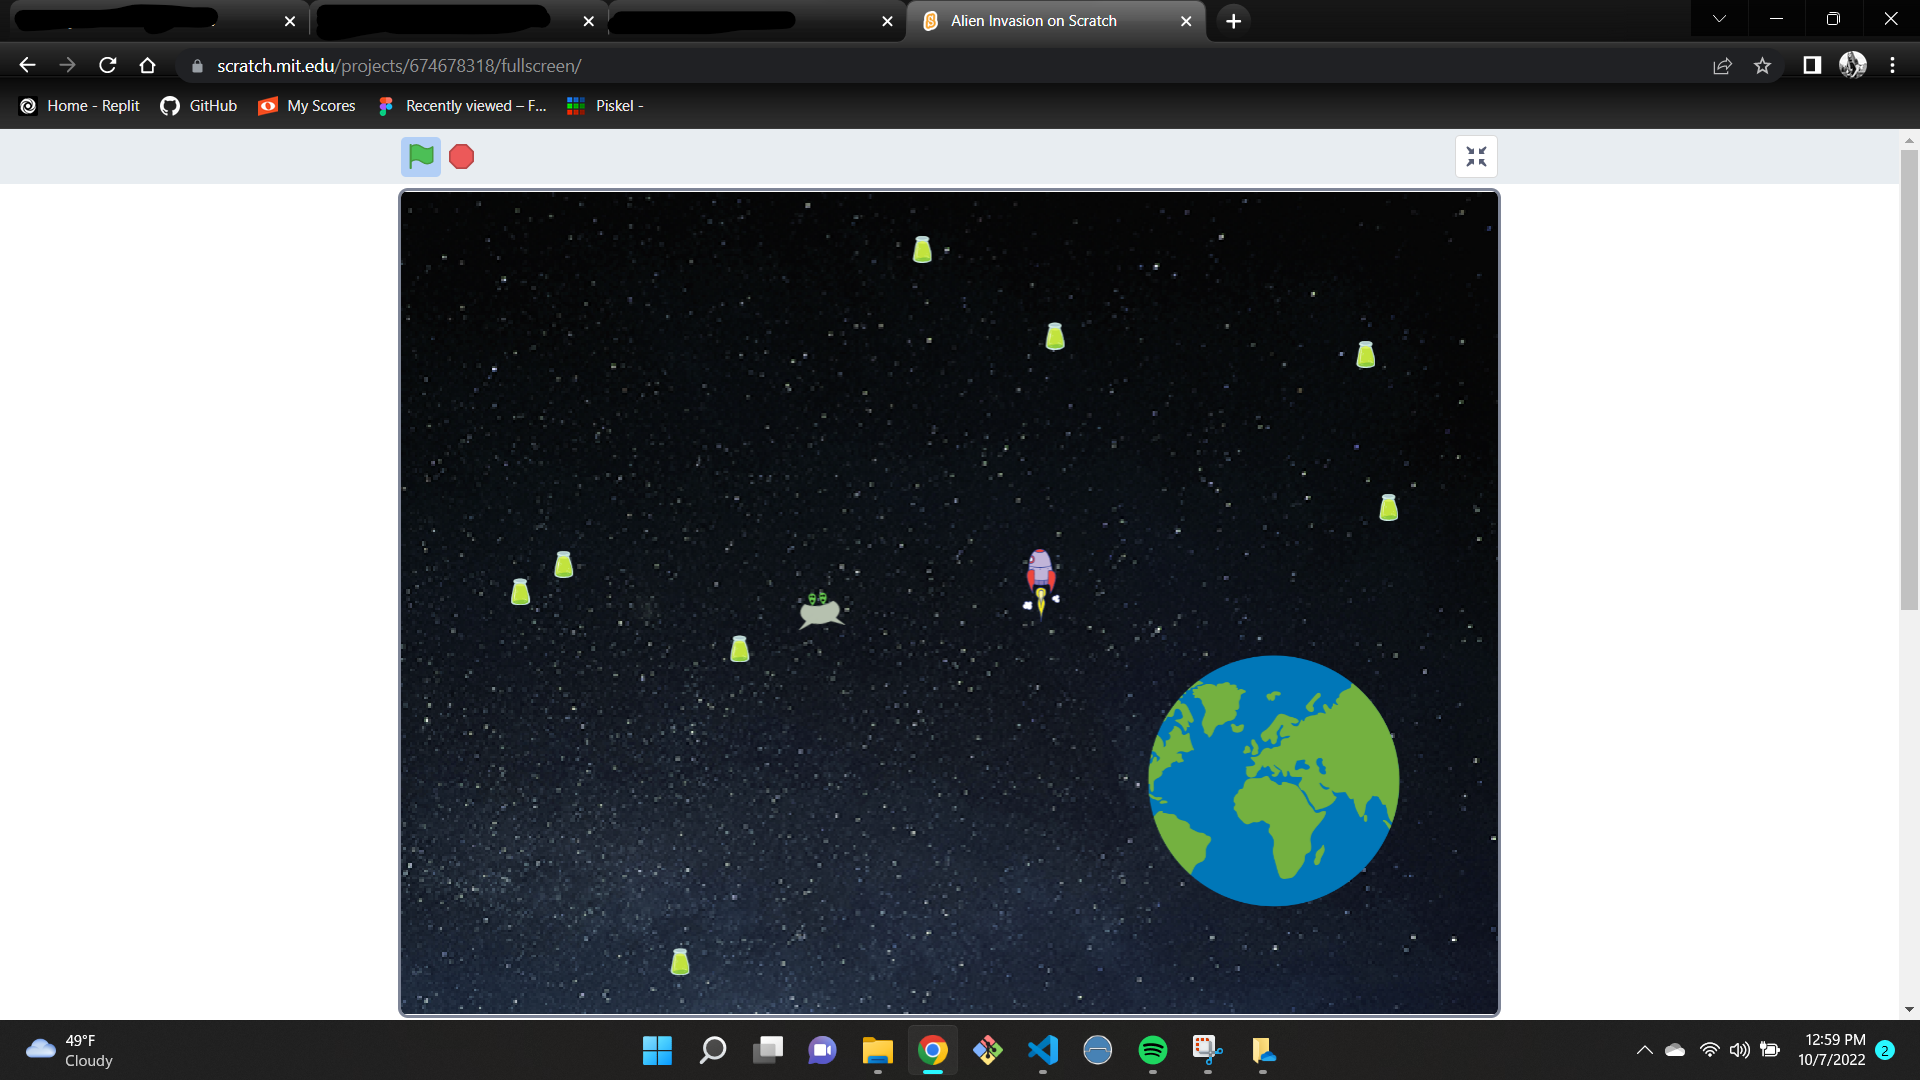 Alien Invasion on Scratch
scratch.mit.edu/projects/674678318/fullscreen/
Home - Replit GitHub My Scores Recently viewed – F... Piskel -
49°F
Cloudy
12:59 PM
10/7/2022
2